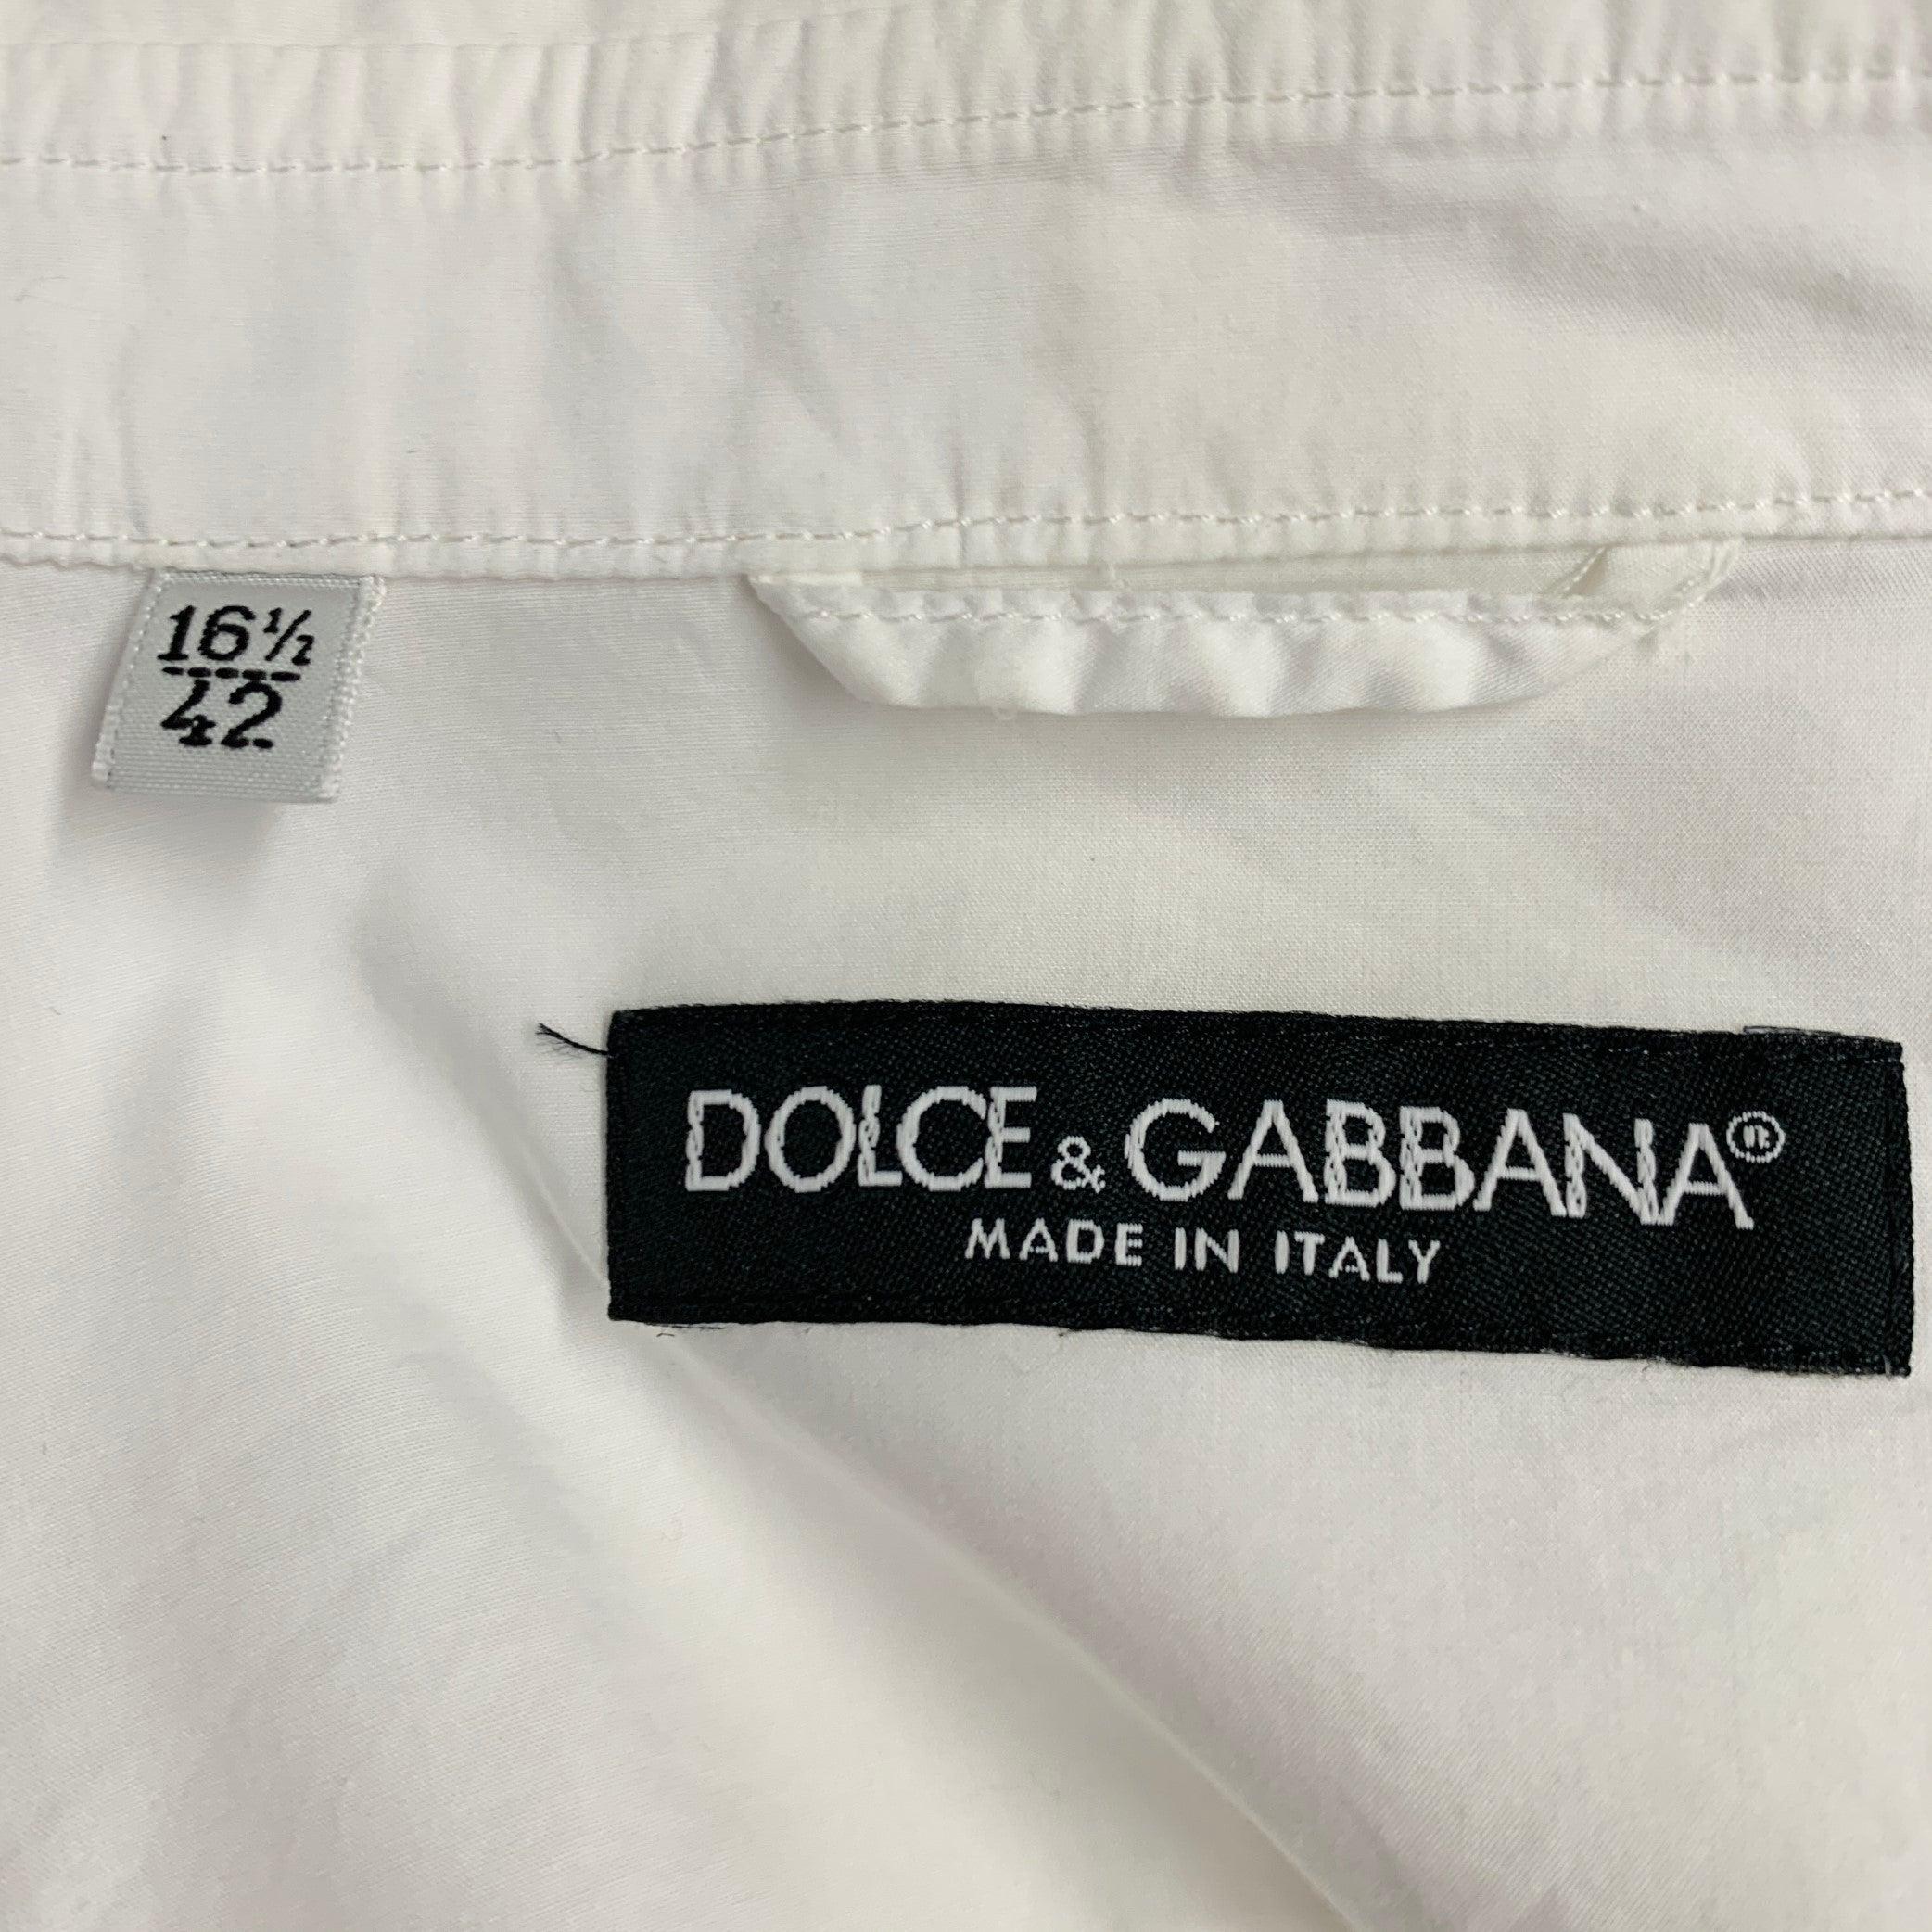 16½
42
DOLCE & GABBANA®
MADE IN ITALY